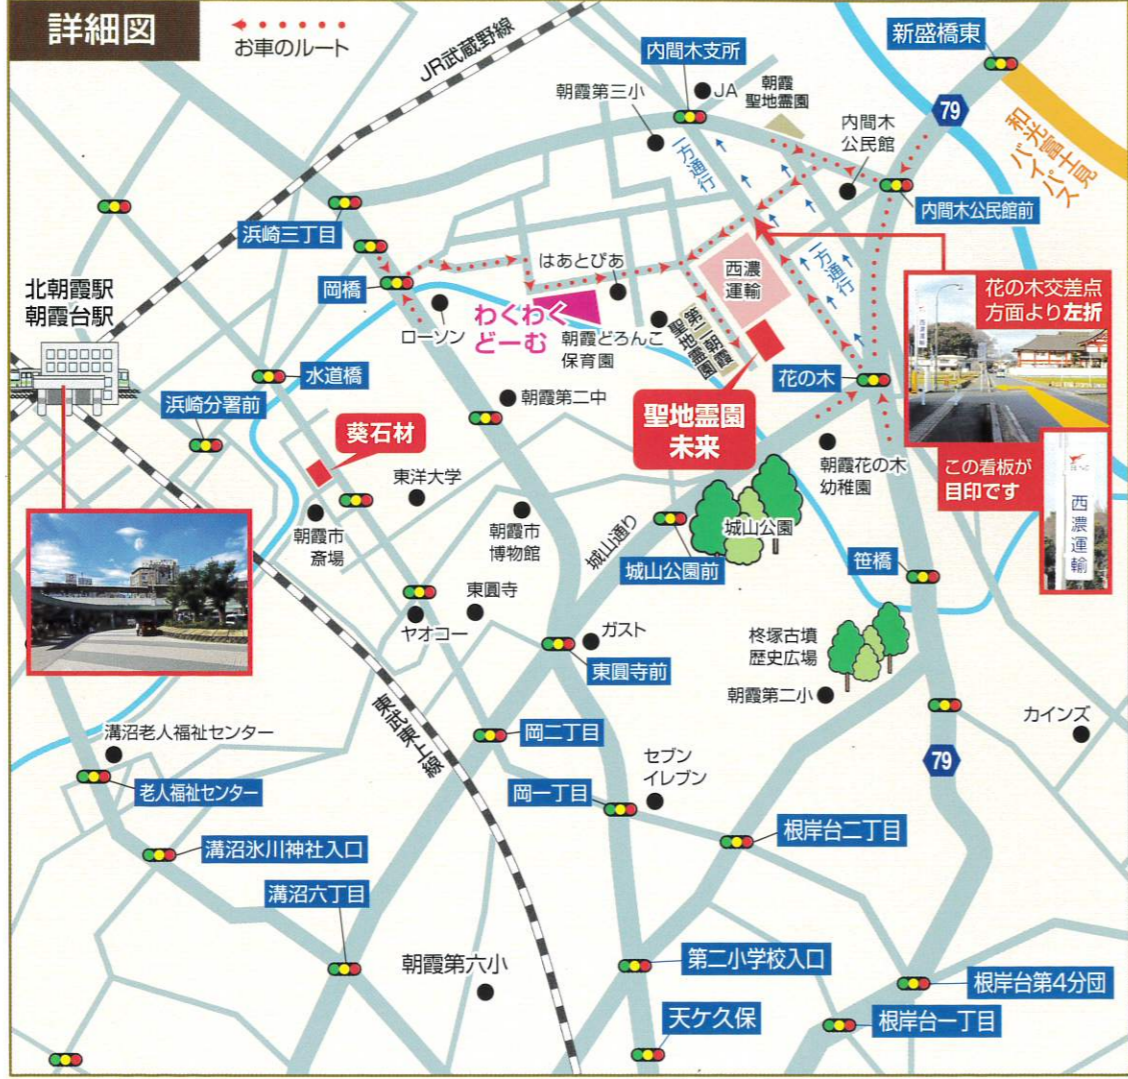 詳細図
お車のルート
JR武蔵野線
内間木支所
新盛橋東
JA
朝霞
聖地霊園
朝霞第三小
79
内間木
公民館
和光富士見
バイパス
一方通行
内間木公民館前
浜崎三丁目
はあとぴあ
西濃
運輸
一方通行
北朝霞駅
朝霞台駅
岡橋
花の木交差点
方面より左折
西濃運輸
ローソン
わくわく
どーむ
朝霞どろんこ
保育園
第二朝霞
聖地霊園
水道橋
花の木
浜崎分署前
朝霞第二中
聖地霊園
未来
葵石材
東洋大学
朝霞花の木
幼稚園
この看板が
目印です
西濃運輸
朝霞市
斎場
朝霞市
博物館
城山通り
城山公園
城山公園前
笹橋
東圓寺
ヤオコー
ガスト
東圓寺前
柊塚古墳
歴史広場
朝霞第二小
東武東上線
カインズ
溝沼老人福祉センター
岡二丁目
79
老人福祉センター
セブン
イレブン
岡一丁目
根岸台二丁目
溝沼氷川神社入口
溝沼六丁目
朝霞第六小
第二小学校入口
根岸台第4分団
天ケ久保
根岸台一丁目